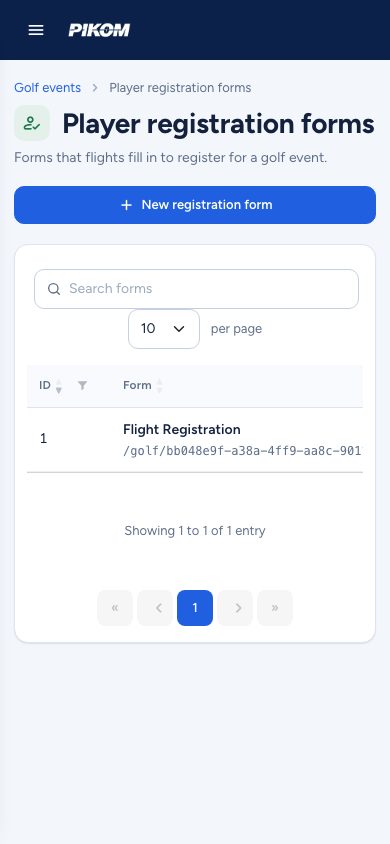 PIKOM
Golf events > Player registration forms
Player registration forms
Forms that flights fill in to register for a golf event.
+ New registration form
Search forms
10 per page
ID Form
1 Flight Registration
/golf/bb048e9f-a38a-4ff9-aa8c-901
Showing 1 to 1 of 1 entry
« < 1 > »